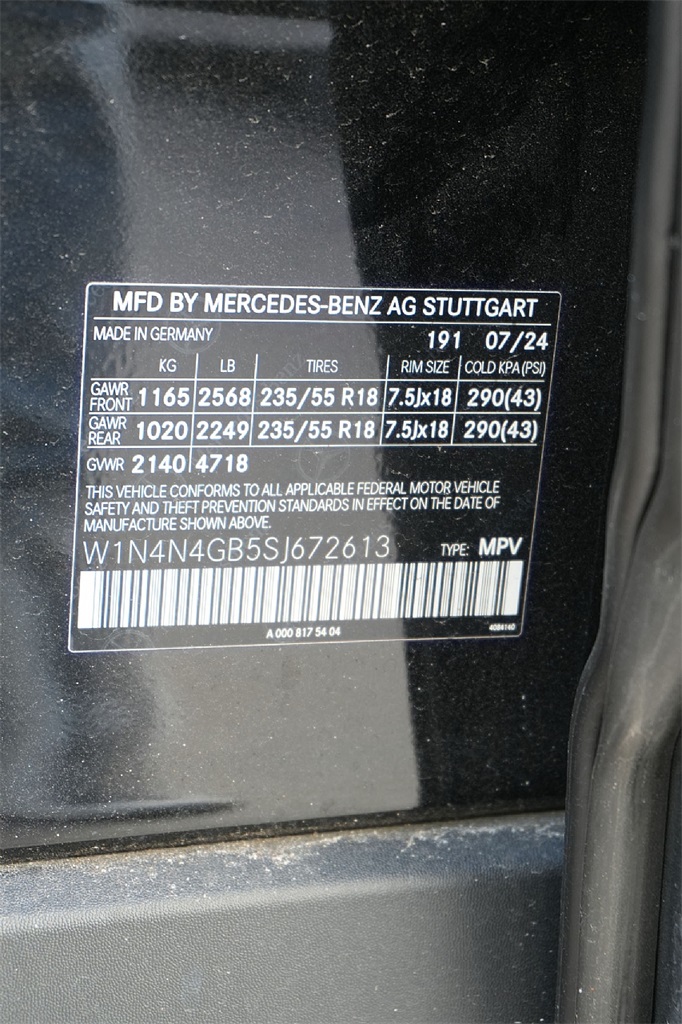 MFD BY MERCEDES-BENZ AG STUTTGART
MADE IN GERMANY 191 07/24
KG LB TIRES RIM SIZE COLD KPA(PSI)
GAWR FRONT 1165 2568 235/55 R18 7.5Jx18 290(43)
GAWR REAR 1020 2249 235/55 R18 7.5Jx18 290(43)
GVWR 2140 4718
THIS VEHICLE CONFORMS TO ALL APPLICABLE FEDERAL MOTOR VEHICLE
SAFETY AND THEFT PREVENTION STANDARDS IN EFFECT ON THE DATE OF
MANUFACTURE SHOWN ABOVE.
W1N4N4GB5SJ672613 TYPE: MPV
A 000 817 54 04 4084140